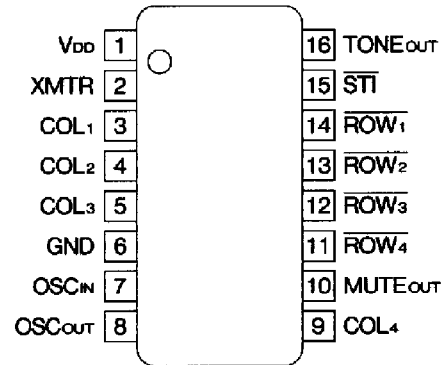 VDD 1 16 TONEOUT
XMTR 2 15 STI
COL1 3 14 ROW1
COL2 4 13 ROW2
COL3 5 12 ROW3
GND 6 11 ROW4
OSCIN 7 10 MUTEOUT
OSCOUT 8 9 COL4